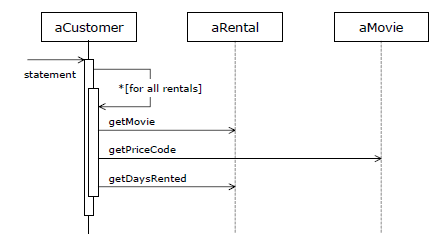 aCustomer
aRental
aMovie
statement
*[for all rentals]
getMovie
getPriceCode
getDaysRented